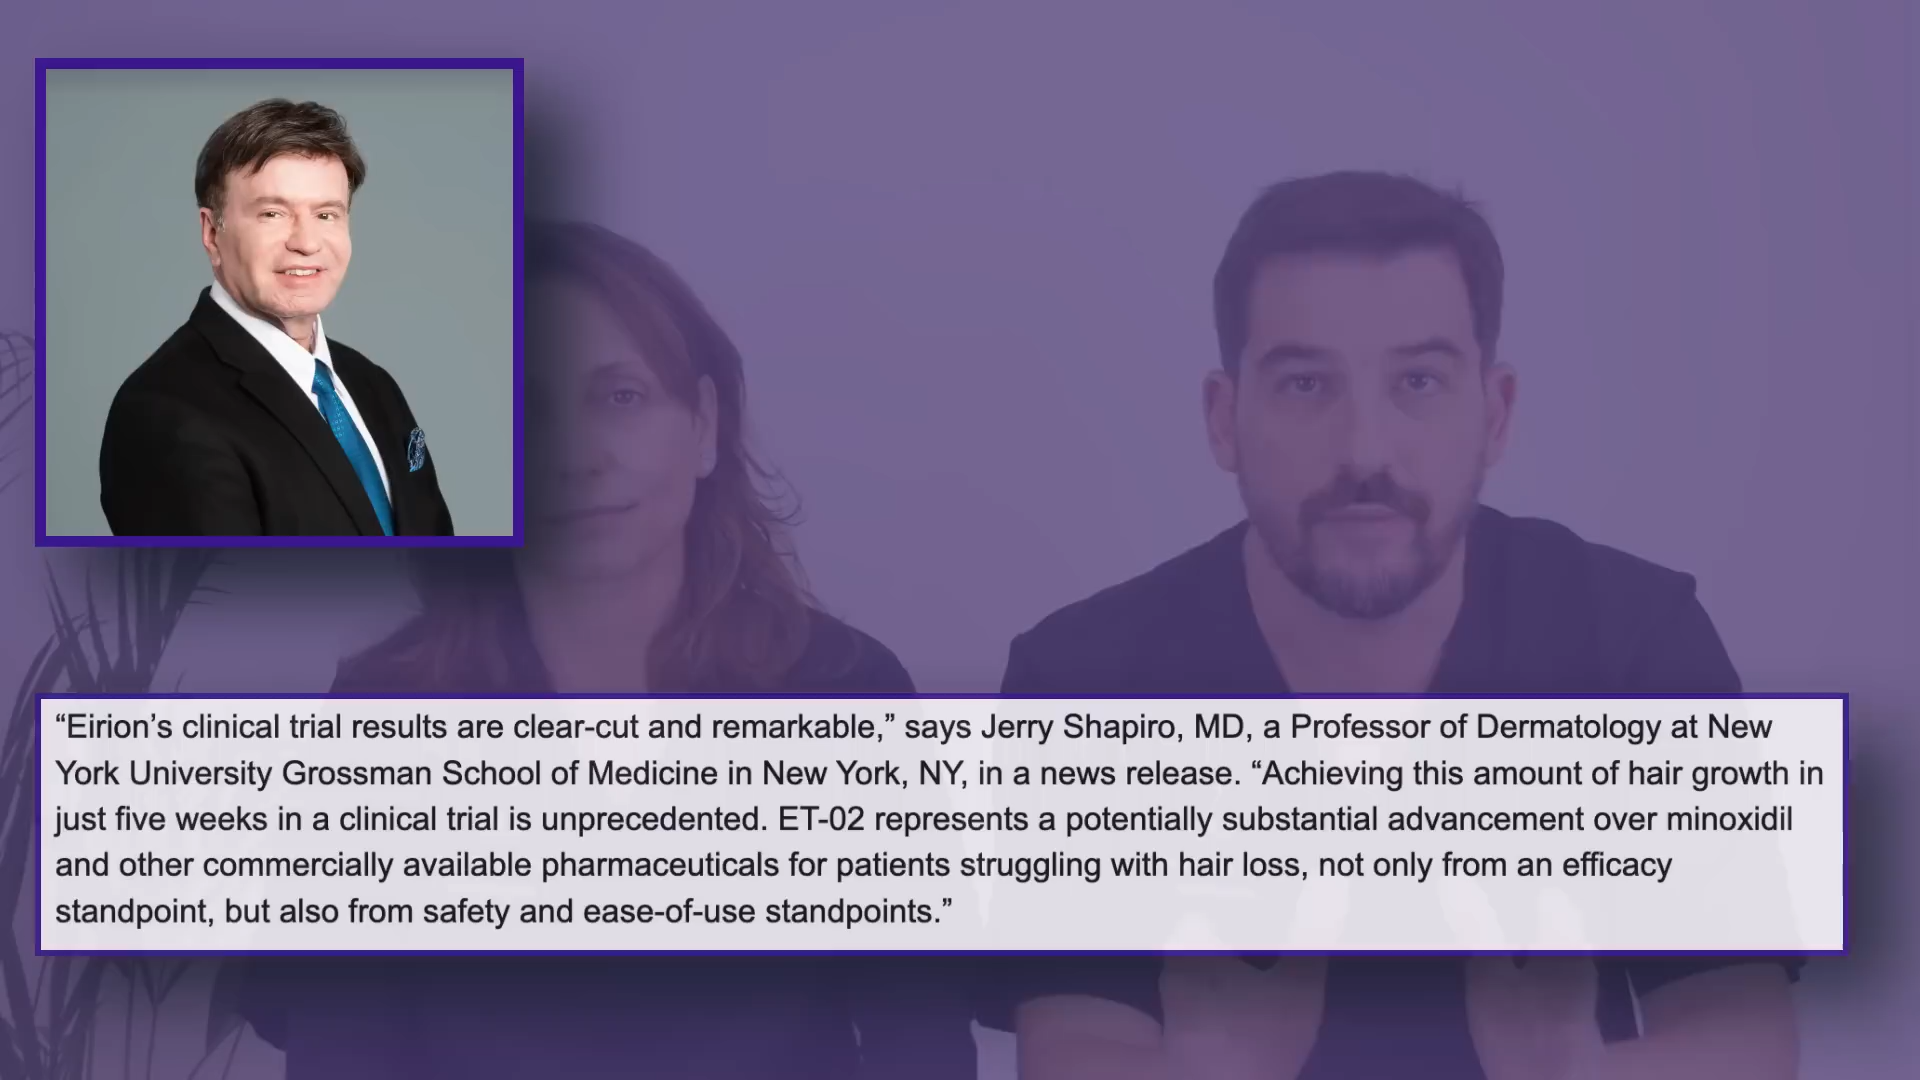 “Eirion’s clinical trial results are clear-cut and remarkable,” says Jerry Shapiro, MD, a Professor of Dermatology at New
York University Grossman School of Medicine in New York, NY, in a news release. “Achieving this amount of hair growth in
just five weeks in a clinical trial is unprecedented. ET-02 represents a potentially substantial advancement over minoxidil
and other commercially available pharmaceuticals for patients struggling with hair loss, not only from an efficacy
standpoint, but also from safety and ease-of-use standpoints.”